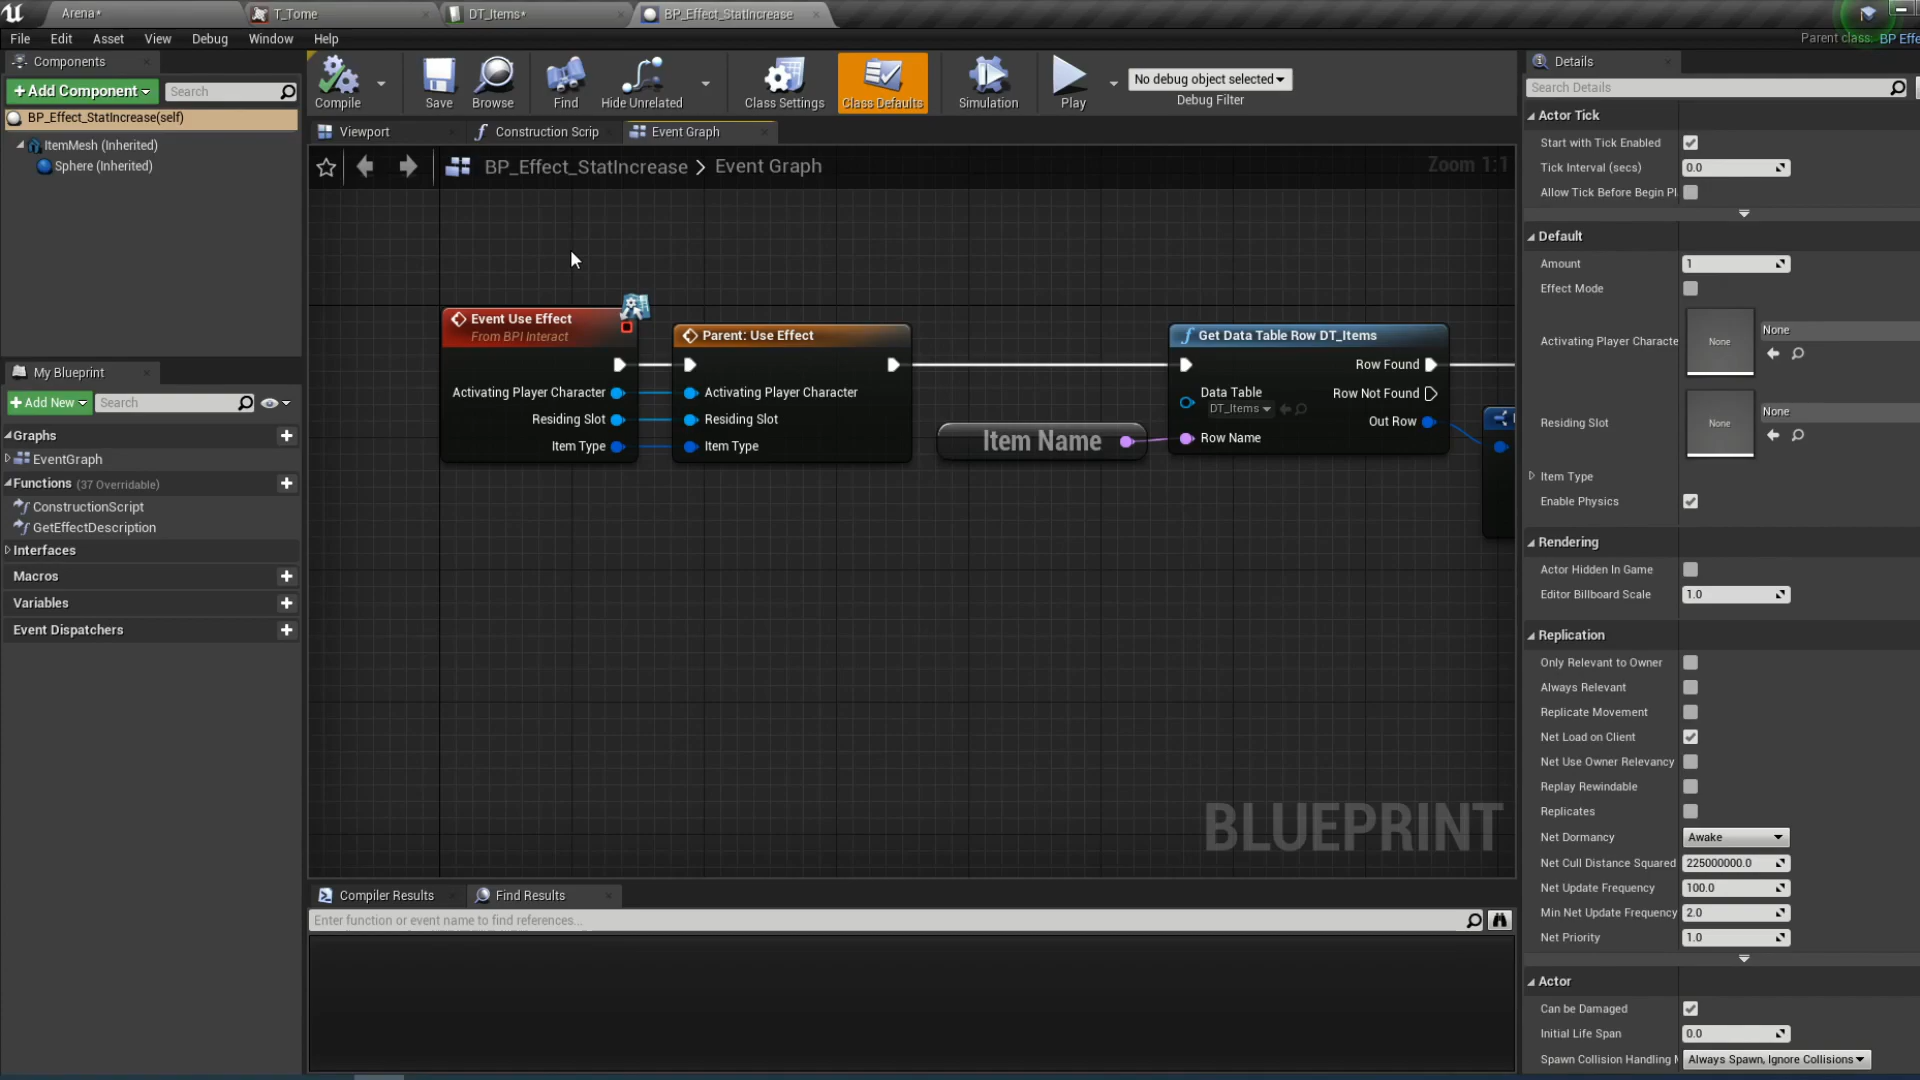 Arena*
T_Tome
DT_Items*
BP_Effect_StatIncrease
File Edit Asset View Debug Window Help
Parent class: BP Effe
Components
+Add Component
Search
BP_Effect_StatIncrease(self)
ItemMesh (Inherited)
Sphere (Inherited)
My Blueprint
+Add New
Search
Graphs
EventGraph
Functions (37 Overridable)
ConstructionScript
GetEffectDescription
Interfaces
Macros
Variables
Event Dispatchers
Compile
Save
Browse
Find
Hide Unrelated
Class Settings
Class Defaults
Simulation
Play
No debug object selected
Debug Filter
Viewport
Construction Scrip
Event Graph
BP_Effect_StatIncrease > Event Graph
Zoom 1:1
Event Use Effect
From BPI Interact
Activating Player Character
Residing Slot
Item Type
Parent: Use Effect
Activating Player Character
Residing Slot
Item Type
Item Name
Get Data Table Row DT_Items
Row Found
Data Table
DT_Items
Row Not Found
Out Row
Row Name
BLUEPRINT
Compiler Results
Find Results
Enter function or event name to find references...
Details
Search Details
Actor Tick
Start with Tick Enabled
Tick Interval (secs) 0.0
Allow Tick Before Begin Pl
Default
Amount 1
Effect Mode
Activating Player Characte
None
None
Residing Slot
None
None
Item Type
Enable Physics
Rendering
Actor Hidden In Game
Editor Billboard Scale 1.0
Replication
Only Relevant to Owner
Always Relevant
Replicate Movement
Net Load on Client
Net Use Owner Relevancy
Replay Rewindable
Replicates
Net Dormancy Awake
Net Cull Distance Squared 225000000.0
Net Update Frequency 100.0
Min Net Update Frequency 2.0
Net Priority 1.0
Actor
Can be Damaged
Initial Life Span 0.0
Spawn Collision Handling M Always Spawn, Ignore Collisions